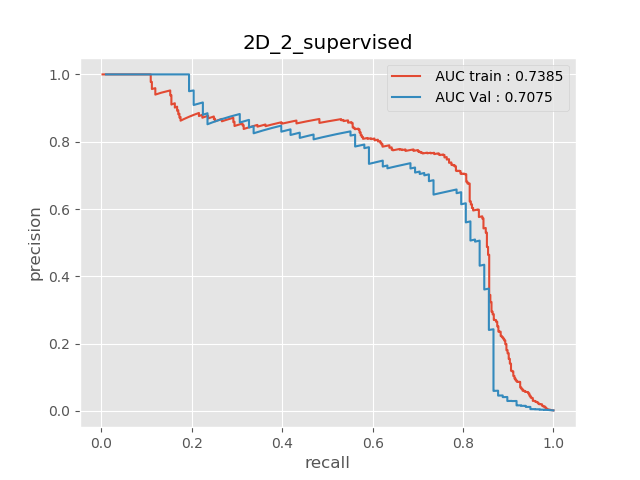 2D_2_supervised
AUC train : 0.7385
AUC Val : 0.7075
precision
1.0
0.8
0.6
0.4
0.2
0.0
0.0 0.2 0.4 0.6 0.8 1.0
recall